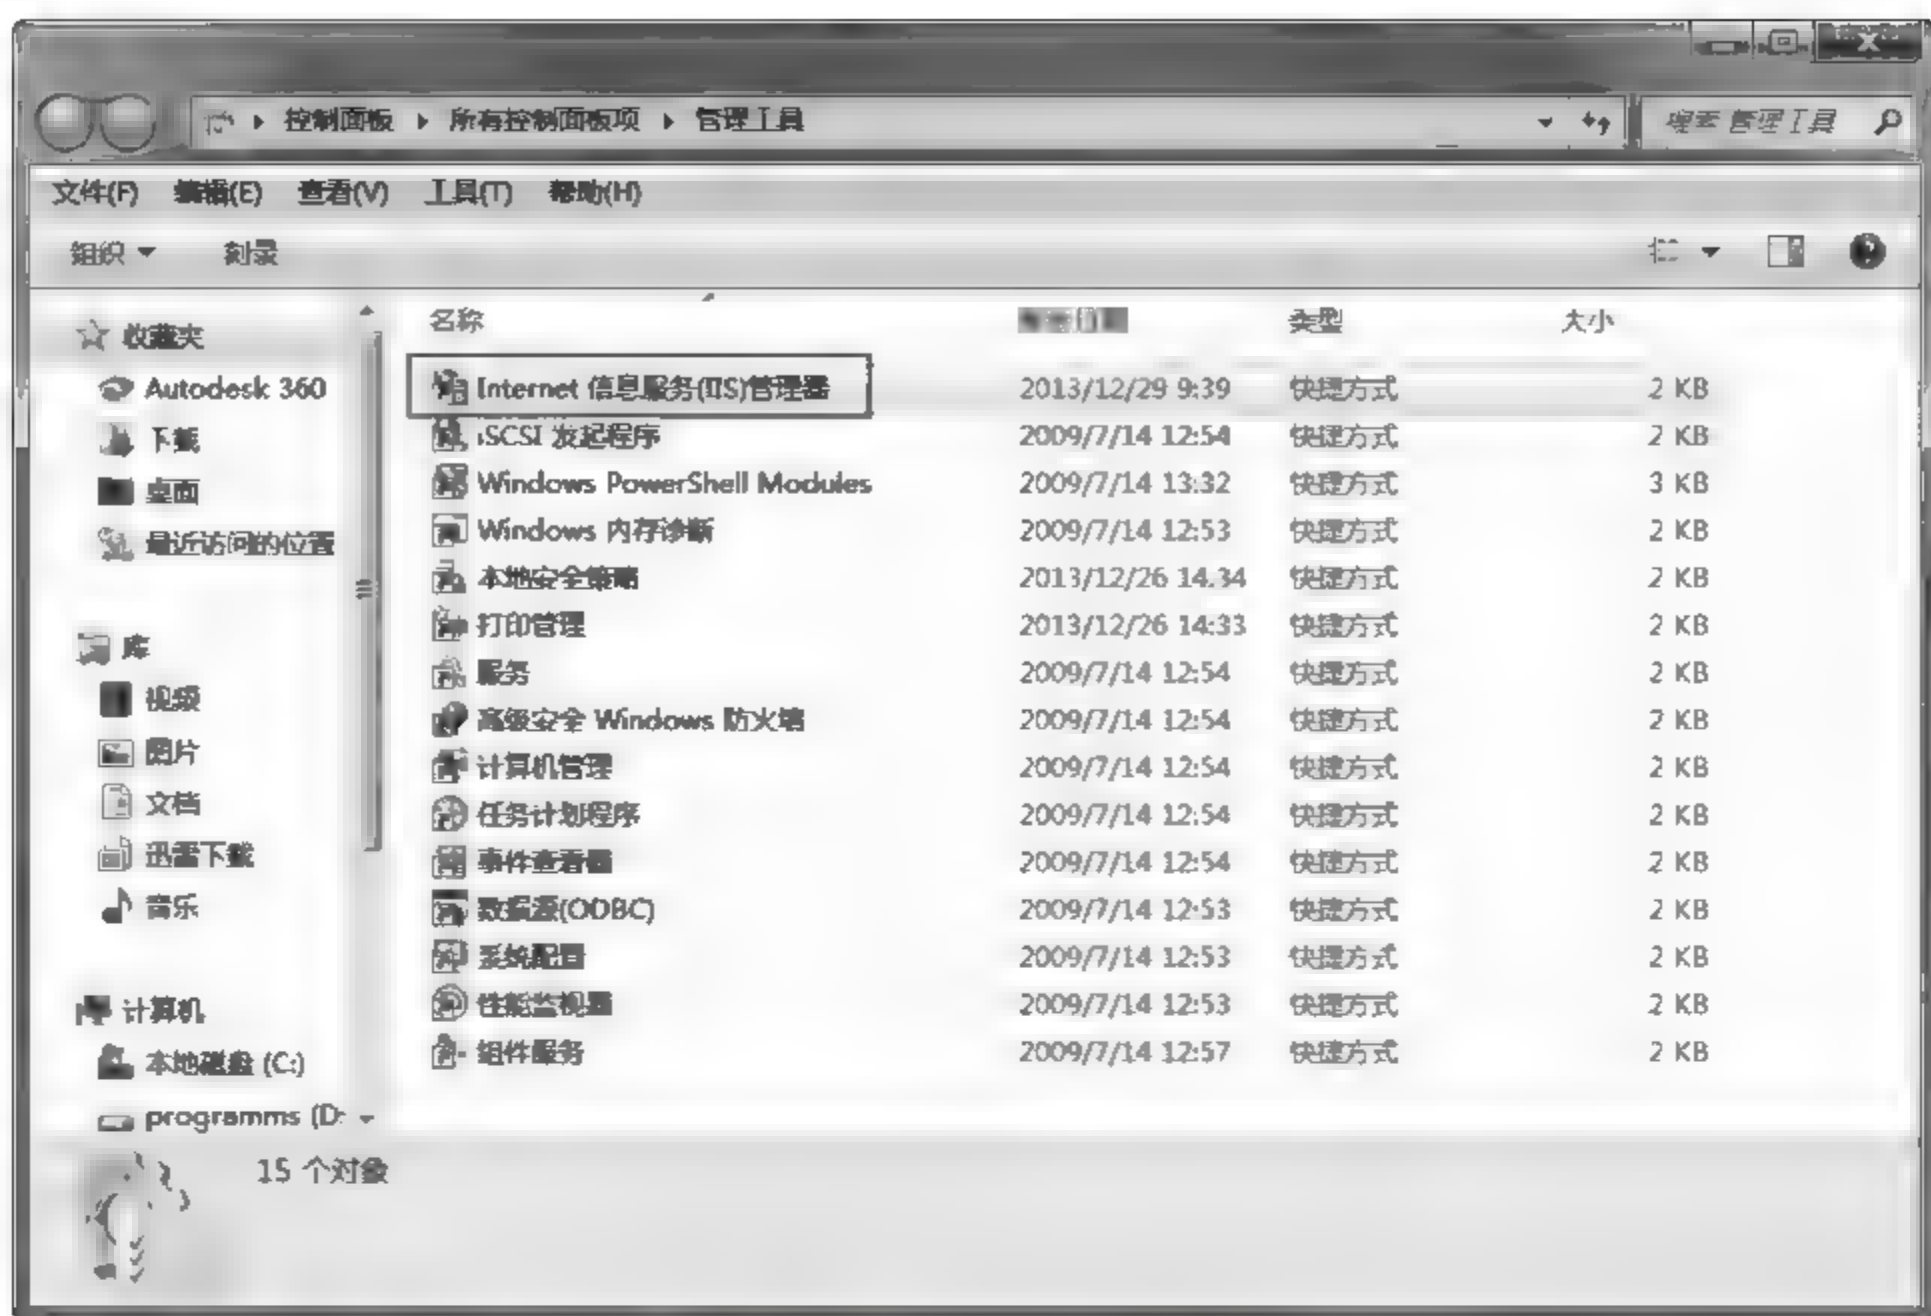 控制面板 ▸ 所有控制面板项 ▸ 管理工具
搜索 管理工具
文件(F) 编辑(E) 查看(V) 工具(T) 帮助(H)
组织 刻录
收藏夹
Autodesk 360
下载
桌面
最近访问的位置
库
视频
图片
文档
迅雷下载
音乐
计算机
本地磁盘 (C:)
programms (D:
名称 类型 大小
Internet 信息服务(IIS)管理器 2013/12/29 9:39 快捷方式 2 KB
iSCSI 发起程序 2009/7/14 12:54 快捷方式 2 KB
Windows PowerShell Modules 2009/7/14 13:32 快捷方式 3 KB
Windows 内存诊断 2009/7/14 12:53 快捷方式 2 KB
本地安全策略 2013/12/26 14:34 快捷方式 2 KB
打印管理 2013/12/26 14:33 快捷方式 2 KB
服务 2009/7/14 12:54 快捷方式 2 KB
高级安全 Windows 防火墙 2009/7/14 12:54 快捷方式 2 KB
计算机管理 2009/7/14 12:54 快捷方式 2 KB
任务计划程序 2009/7/14 12:54 快捷方式 2 KB
事件查看器 2009/7/14 12:54 快捷方式 2 KB
数据源(ODBC) 2009/7/14 12:53 快捷方式 2 KB
系统配置 2009/7/14 12:53 快捷方式 2 KB
性能监视器 2009/7/14 12:53 快捷方式 2 KB
组件服务 2009/7/14 12:57 快捷方式 2 KB
15 个对象